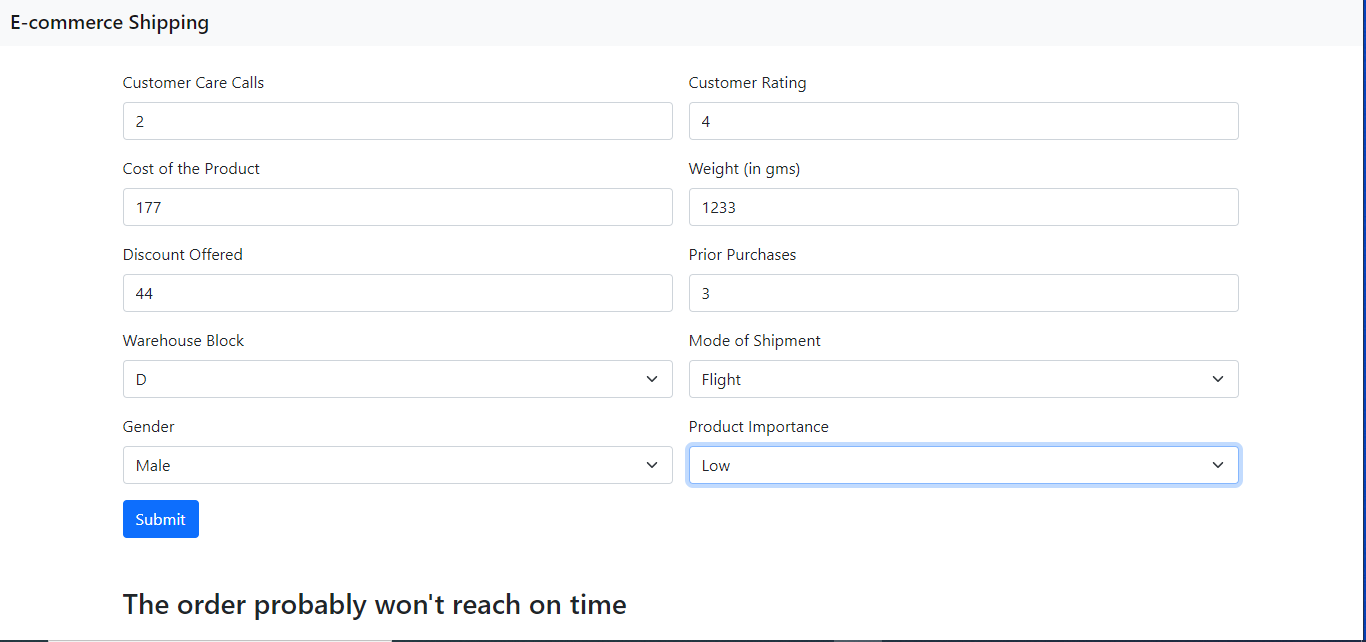 E-commerce Shipping
Customer Care Calls
Customer Rating
2
4
Cost of the Product
Weight (in gms)
177
1233
Discount Offered
Prior Purchases
44
3
Warehouse Block
Mode of Shipment
D
Flight
Gender
Product Importance
Male
Low
Submit
The order probably won't reach on time